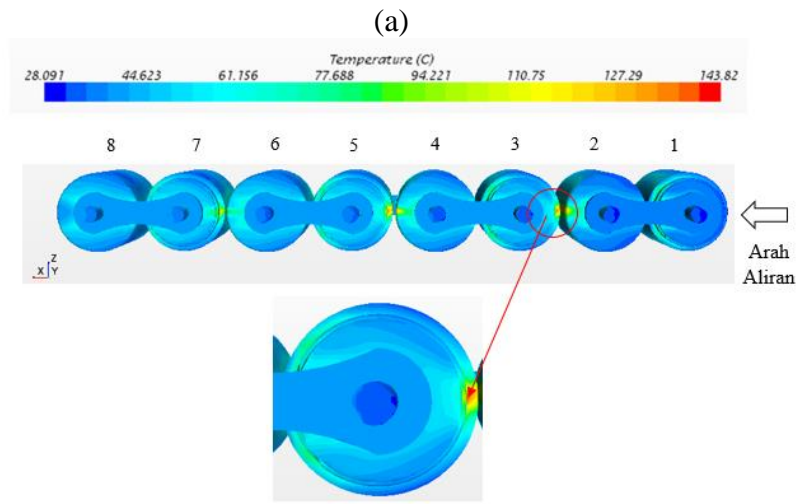 (a)
Temperature (C)
28.091 44.623 61.156 77.688 94.221 110.75 127.29 143.82
8 7 6 5 4 3 2 1
Z
X Y
Arah
Aliran